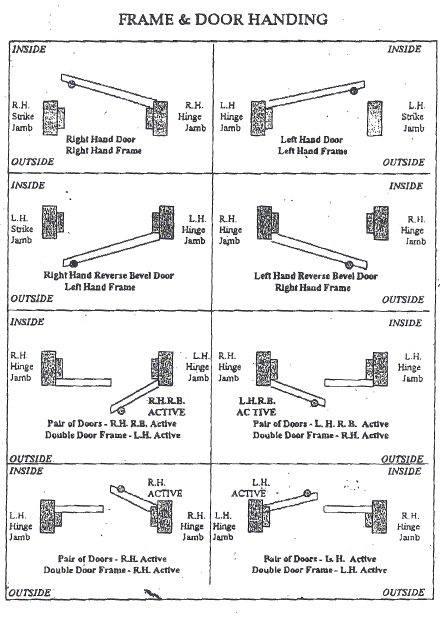 FRAME & DOOR HANDING
INSIDE
R.H.
Strike
Jamb
R.H.
Hinge
Jamb
Right Hand Door
Right Hand Frame
OUTSIDE
INSIDE
L.H
Hinge
Jamb
L.H.
Strike
Jamb
Left Hand Door
Left Hand Frame
OUTSIDE
INSIDE
L.H.
Strike
Jamb
L.H.
Hinge
Jamb
Right Hand Reverse Bevel Door
Left Hand Frame
OUTSIDE
INSIDE
R.H.
Hinge
Jamb
R.H.
Hinge
Jamb
Left Hand Reverse Bevel Door
Right Hand Frame
OUTSIDE
INSIDE
R.H.
Hinge
Jamb
L.H.
Hinge
Jamb
R.H.R.B.
ACTIVE
Pair of Doors - R.H. R.B. Active
Double Door Frame - L.H. Active
OUTSIDE
INSIDE
R.H.
Hinge
Jamb
L.H.
Hinge
Jamb
L.H.R.B.
ACTIVE
Pair of Doors - L. H. R. B. Active
Double Door Frame - R.H. Active
OUTSIDE
INSIDE
R.H.
ACTIVE
L.H.
Hinge
Jamb
R.H.
Hinge
Jamb
Pair of Doors - R.H. Active
Double Door Frame - R.H. Active
OUTSIDE
INSIDE
L.H.
ACTIVE
L.H.
Hinge
Jamb
R.H.
Hinge
Jamb
Pair of Doors - L. H. Active
Double Door Frame - L.H. Active
OUTSIDE